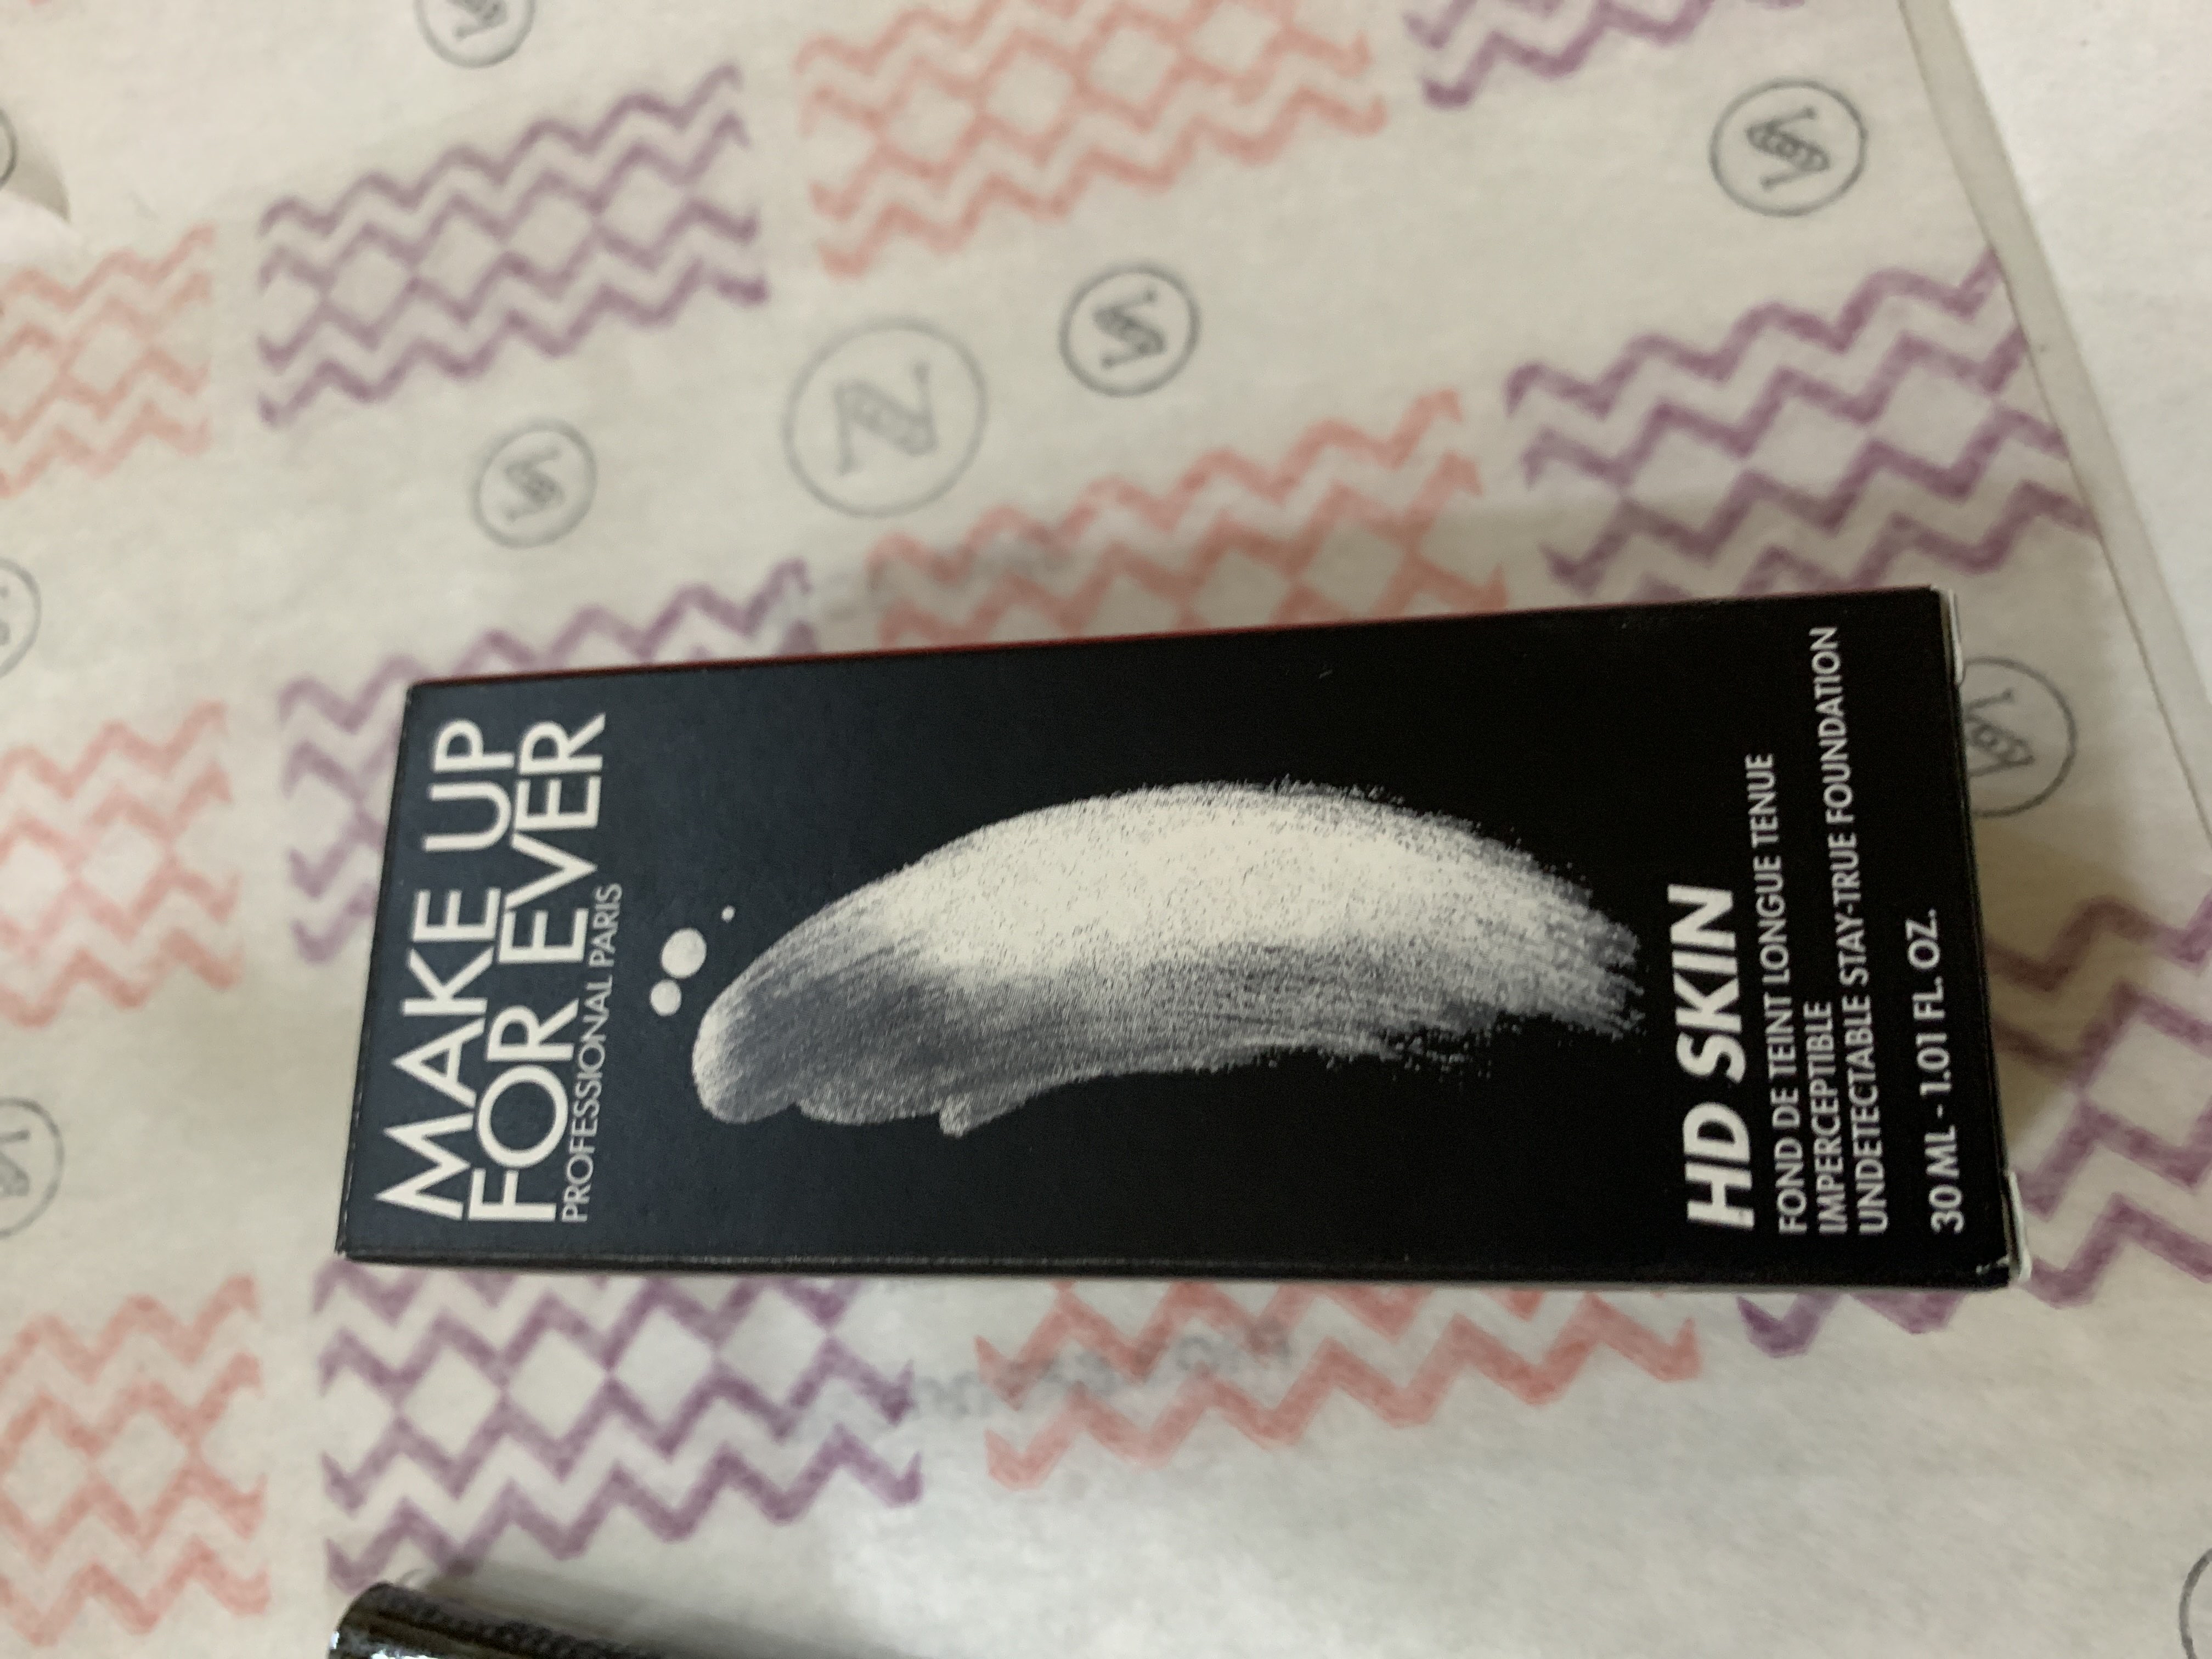 MAKE UP
FOR EVER
PROFESSIONAL PARIS
HD SKIN
FOND DE TEINT LONGUE TENUE
IMPERCEPTIBLE
UNDETECTABLE STAY-TRUE FOUNDATION
30 ML - 1.01 FL. OZ.